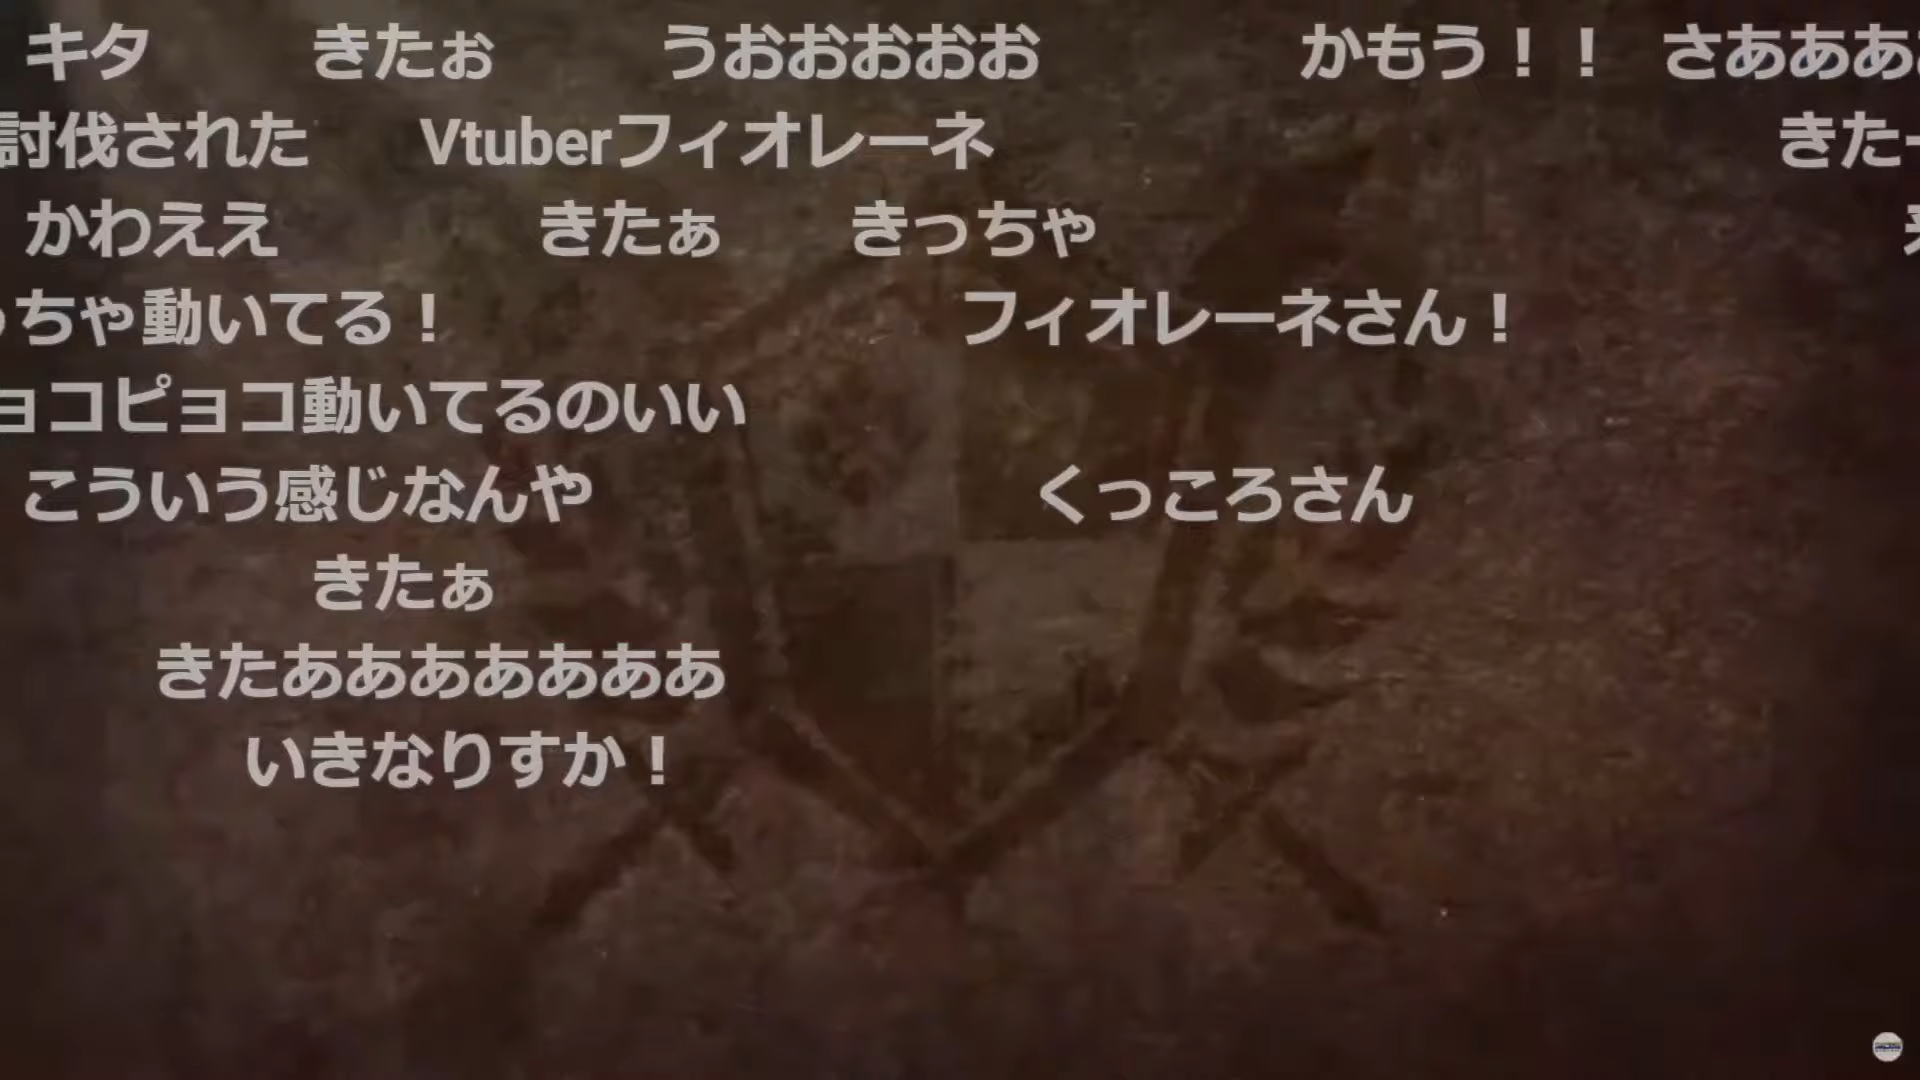 キタ きたぉ うおおおおお かもう！！ さあああ
討伐された Vtuberフィオレーネ きたー
かわええ きたぁ きっちゃ
っちゃ動いてる！ フィオレーネさん！
ョコピョコ動いてるのいい
こういう感じなんや くっころさん
きたぁ
きたあああああああ
いきなりすか！